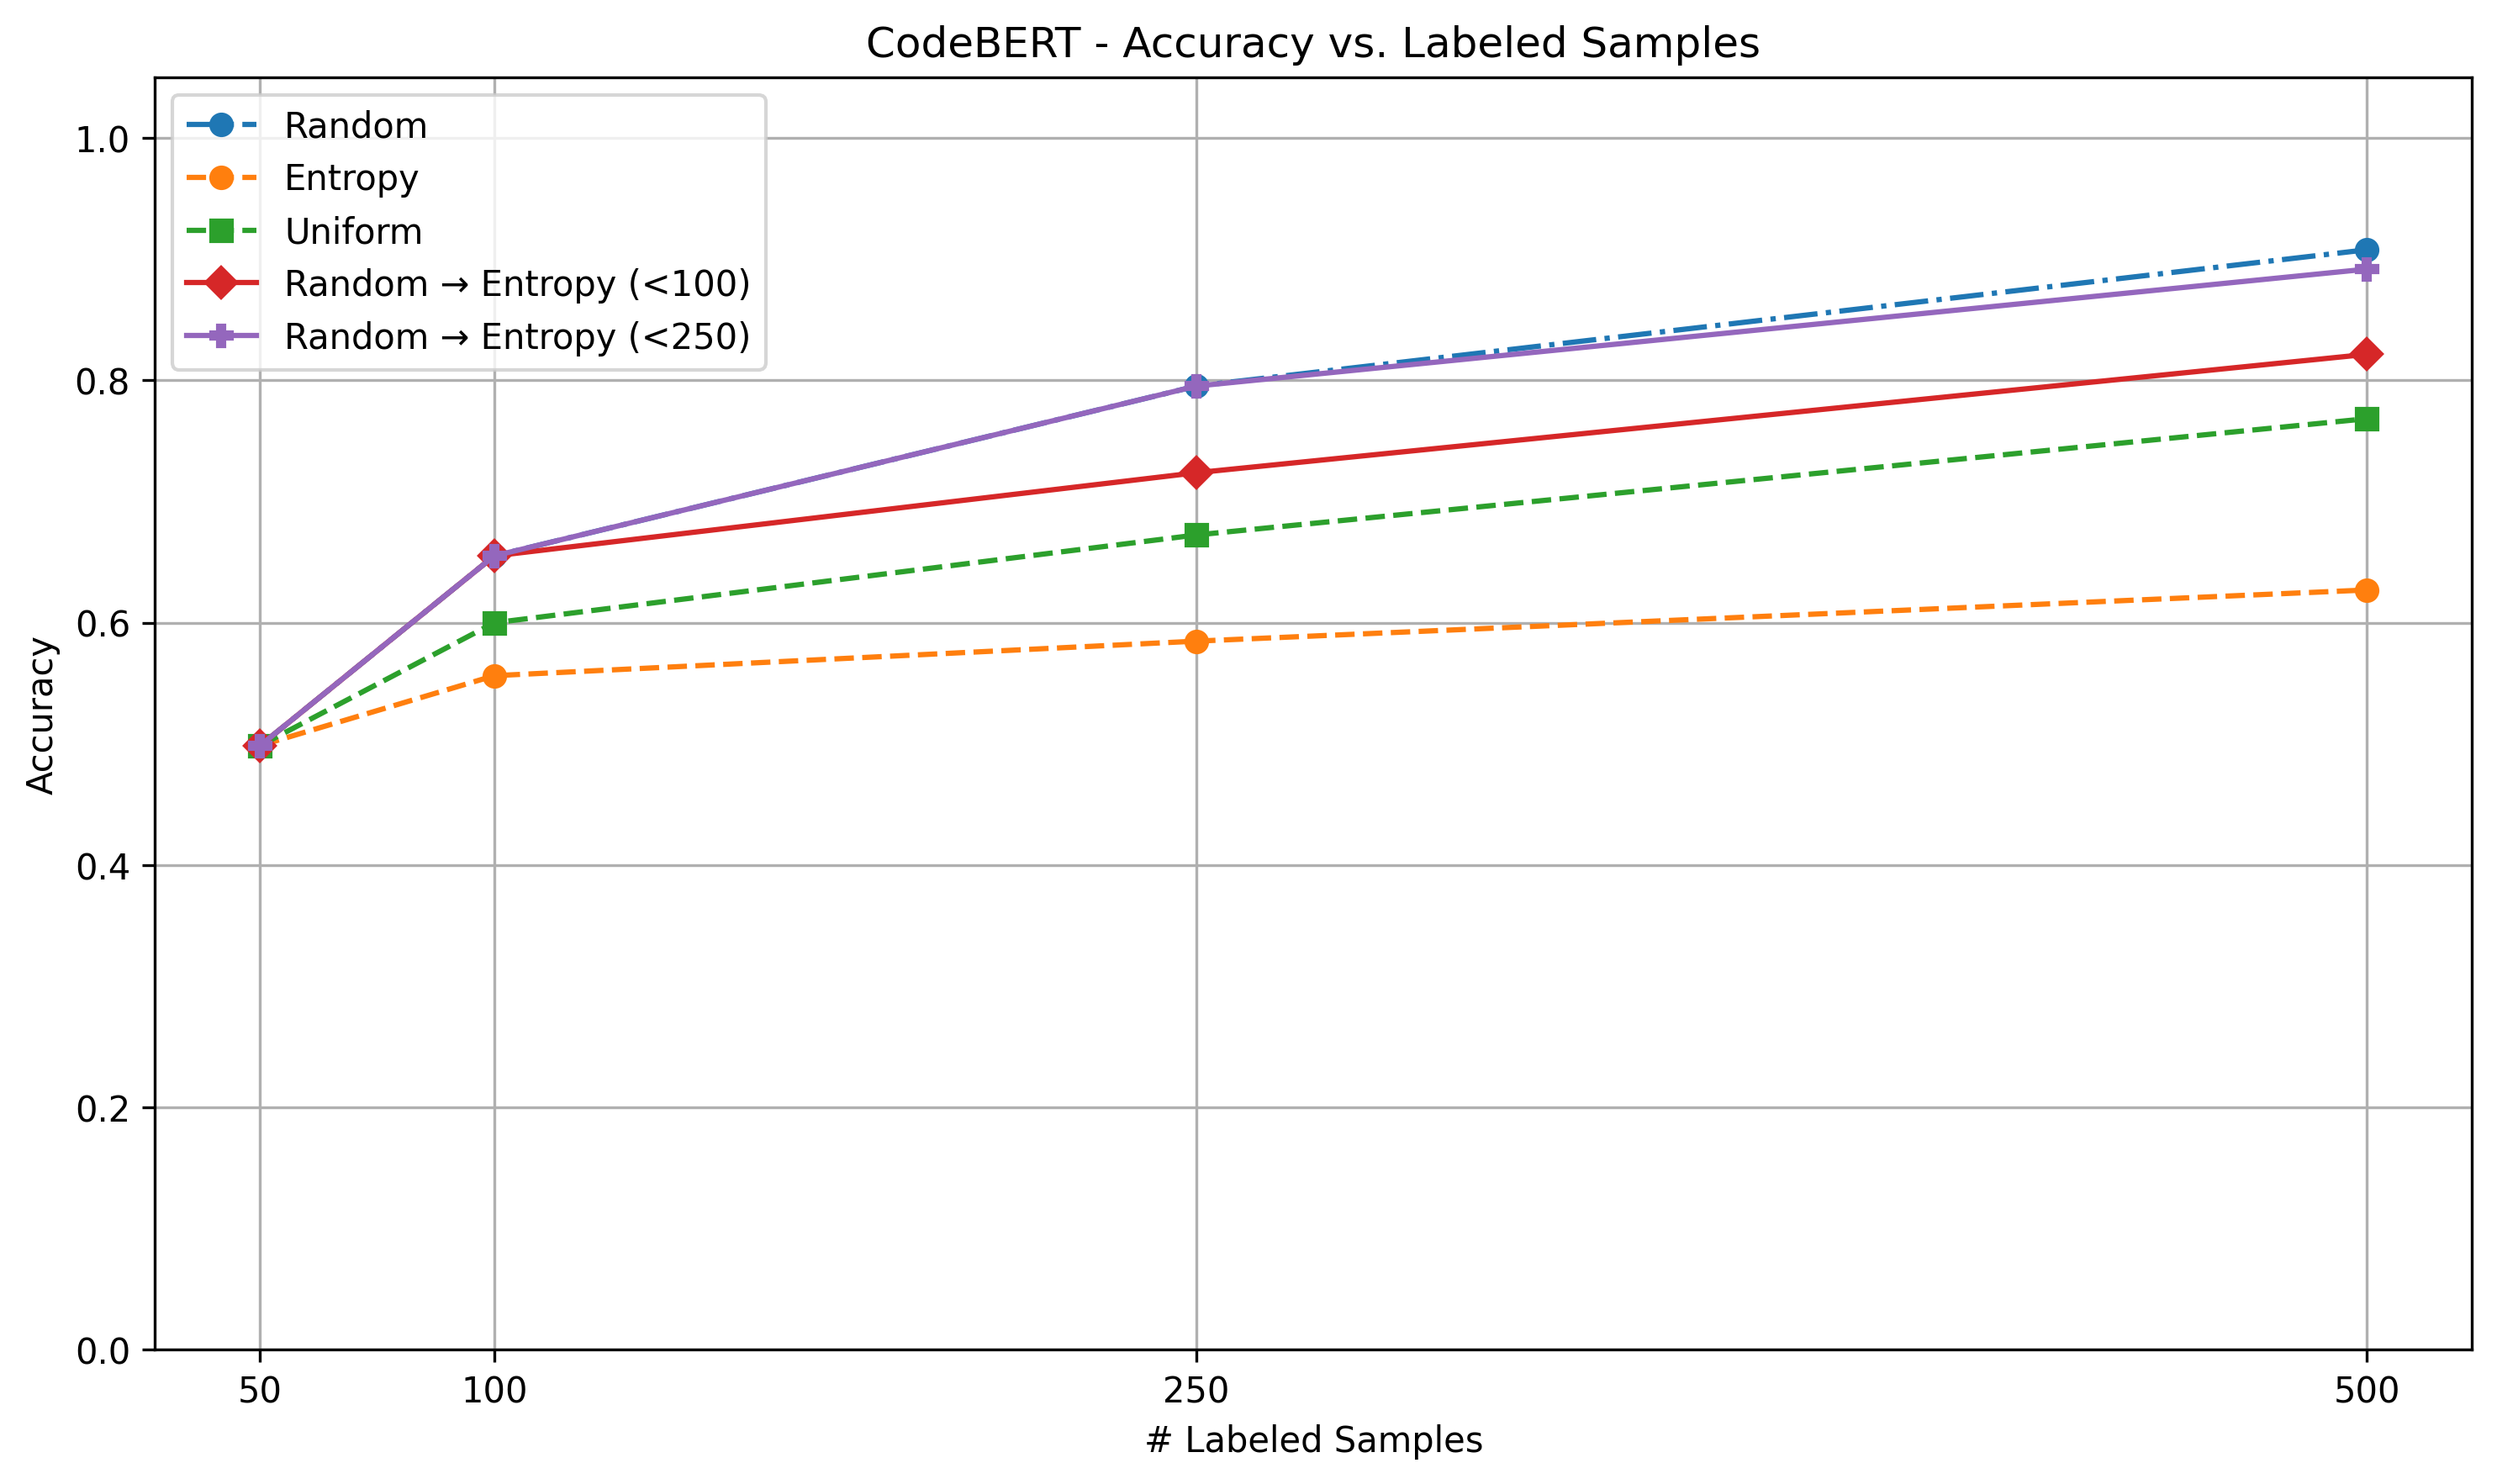 CodeBERT - Accuracy vs. Labeled Samples
Random
Entropy
Uniform
Random → Entropy (<100)
Random → Entropy (<250)
1.0
0.8
0.6
0.4
0.2
0.0
Accuracy
50 100 250 500
# Labeled Samples